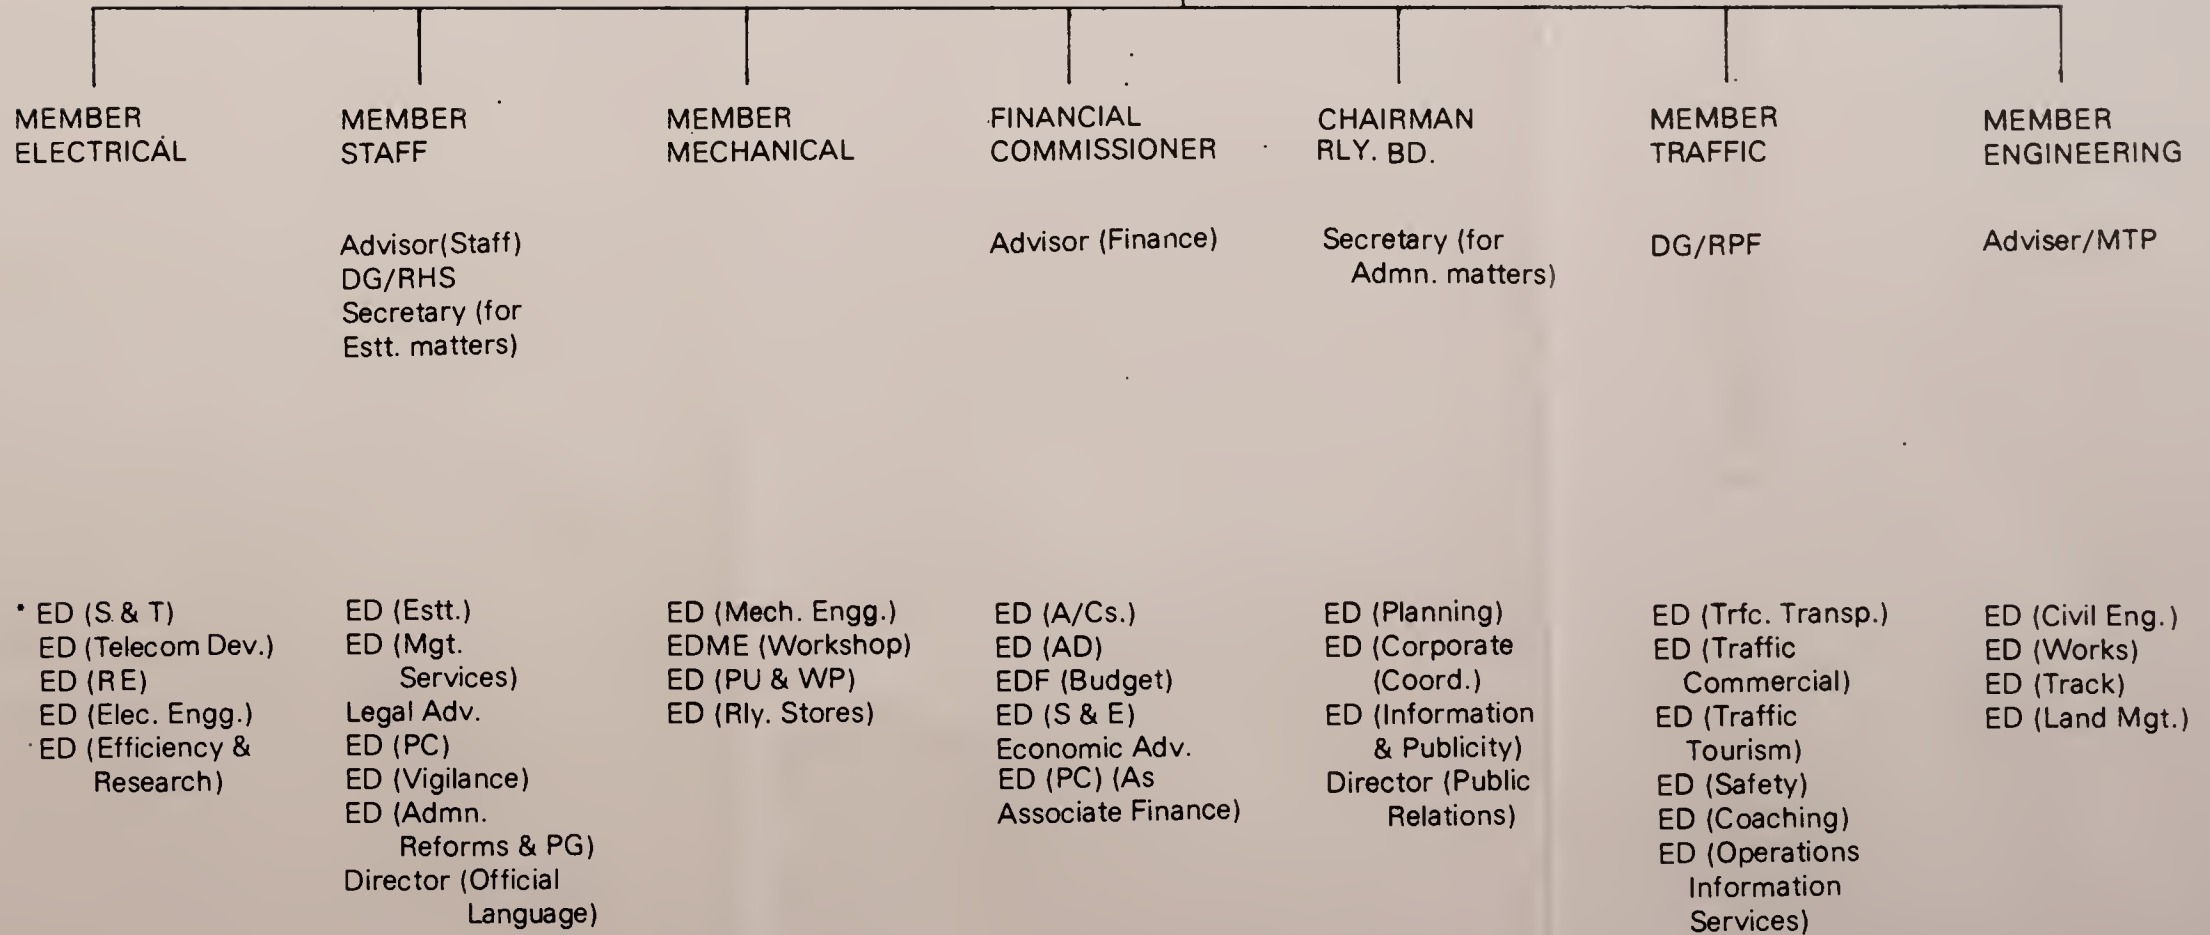 MEMBER
ELECTRICAL
MEMBER
STAFF
MEMBER
MECHANICAL
FINANCIAL
COMMISSIONER
CHAIRMAN
RLY. BD.
MEMBER
TRAFFIC
MEMBER
ENGINEERING
Advisor(Staff)
DG/RHS
Secretary (for
Estt. matters)
Advisor (Finance)
Secretary (for
Admn. matters)
DG/RPF
Adviser/MTP
ED (S & T)
ED (Telecom Dev.)
ED (RE)
ED (Elec. Engg.)
ED (Efficiency &
Research)
ED (Estt.)
ED (Mgt.
Services)
Legal Adv.
ED (PC)
ED (Vigilance)
ED (Admn.
Reforms & PG)
Director (Official
Language)
ED (Mech. Engg.)
EDME (Workshop)
ED (PU & WP)
ED (Rly. Stores)
ED (A/Cs.)
ED (AD)
EDF (Budget)
ED (S & E)
Economic Adv.
ED (PC) (As
Associate Finance)
ED (Planning)
ED (Corporate
(Coord.)
ED (Information
& Publicity)
Director (Public
Relations)
ED (Trfc. Transp.)
ED (Traffic
Commercial)
ED (Traffic
Tourism)
ED (Safety)
ED (Coaching)
ED (Operations
Information
Services)
ED (Civil Eng.)
ED (Works)
ED (Track)
ED (Land Mgt.)